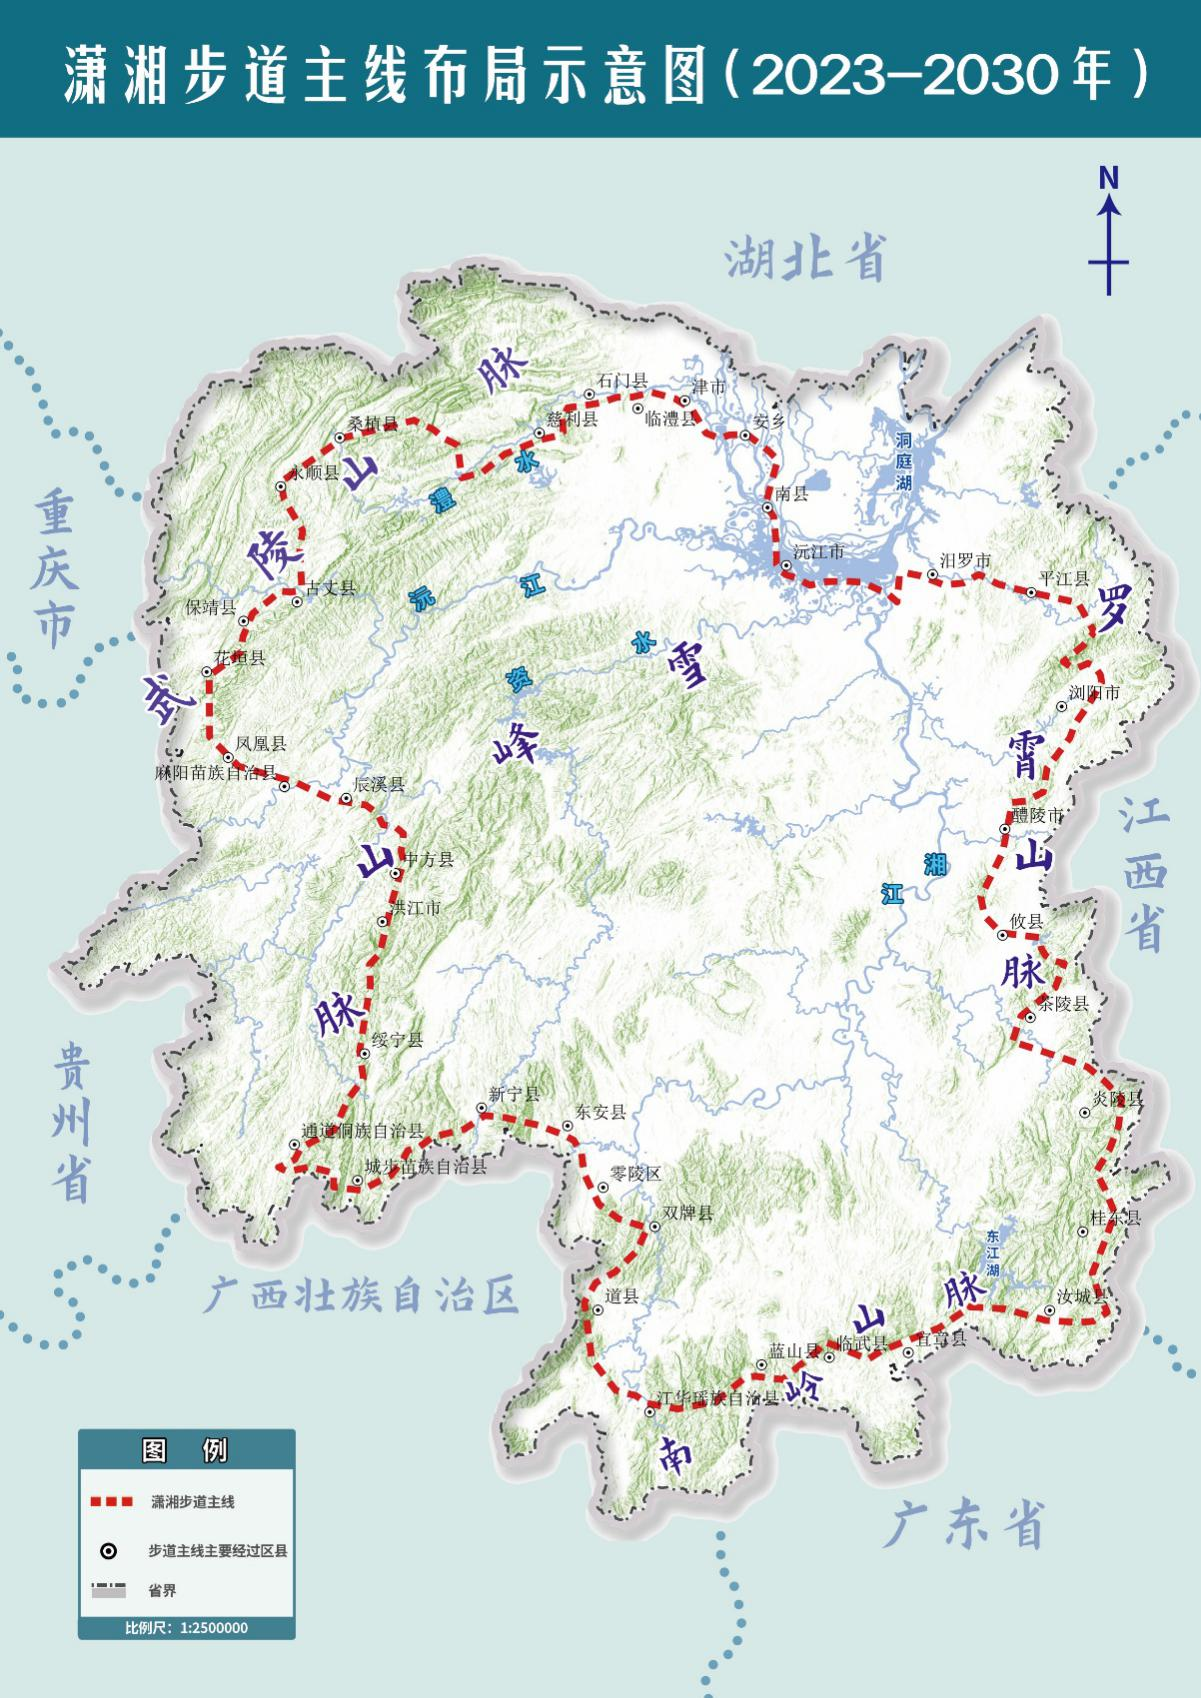 潇湘步道主线布局示意图(2023—2030年)
N
湖北省
重庆市
贵州省
广西壮族自治区
广东省
江西省
武陵山脉
雪峰山脉
罗霄山脉
南岭山脉
洞庭湖
东江湖
澧水
沅江
资水
湘江
石门县
津市
慈利县
临澧县
安乡
桑植县
永顺县
南县
沅江市
汨罗市
平江县
古丈县
保靖县
花垣县
浏阳市
凤凰县
麻阳苗族自治县
辰溪县
醴陵市
中方县
洪江市
攸县
茶陵县
绥宁县
新宁县
东安县
炎陵县
通道侗族自治县
城步苗族自治县
零陵区
双牌县
桂东县
道县
汝城县
蓝山县
临武县
宜章县
江华瑶族自治县
图 例
潇湘步道主线
步道主线主要经过区县
省界
比例尺：1:2500000